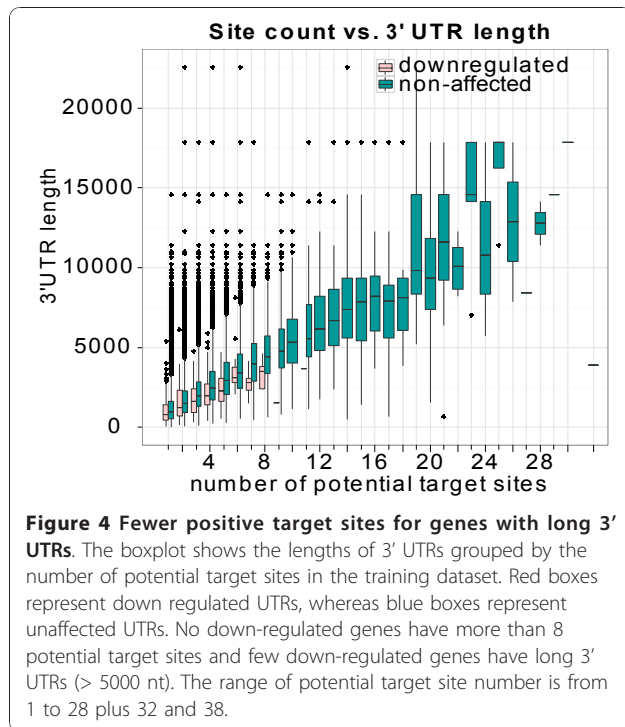 Site count vs. 3' UTR length
downregulated
non-affected
3'UTR length
20000
15000
10000
5000
0
4 8 12 16 20 24 28
number of potential target sites
Figure 4 Fewer positive target sites for genes with long 3′
UTRs. The boxplot shows the lengths of 3′ UTRs grouped by the
number of potential target sites in the training dataset. Red boxes
represent down regulated UTRs, whereas blue boxes represent
unaffected UTRs. No down-regulated genes have more than 8
potential target sites and few down-regulated genes have long 3′
UTRs (> 5000 nt). The range of potential target site number is from
1 to 28 plus 32 and 38.